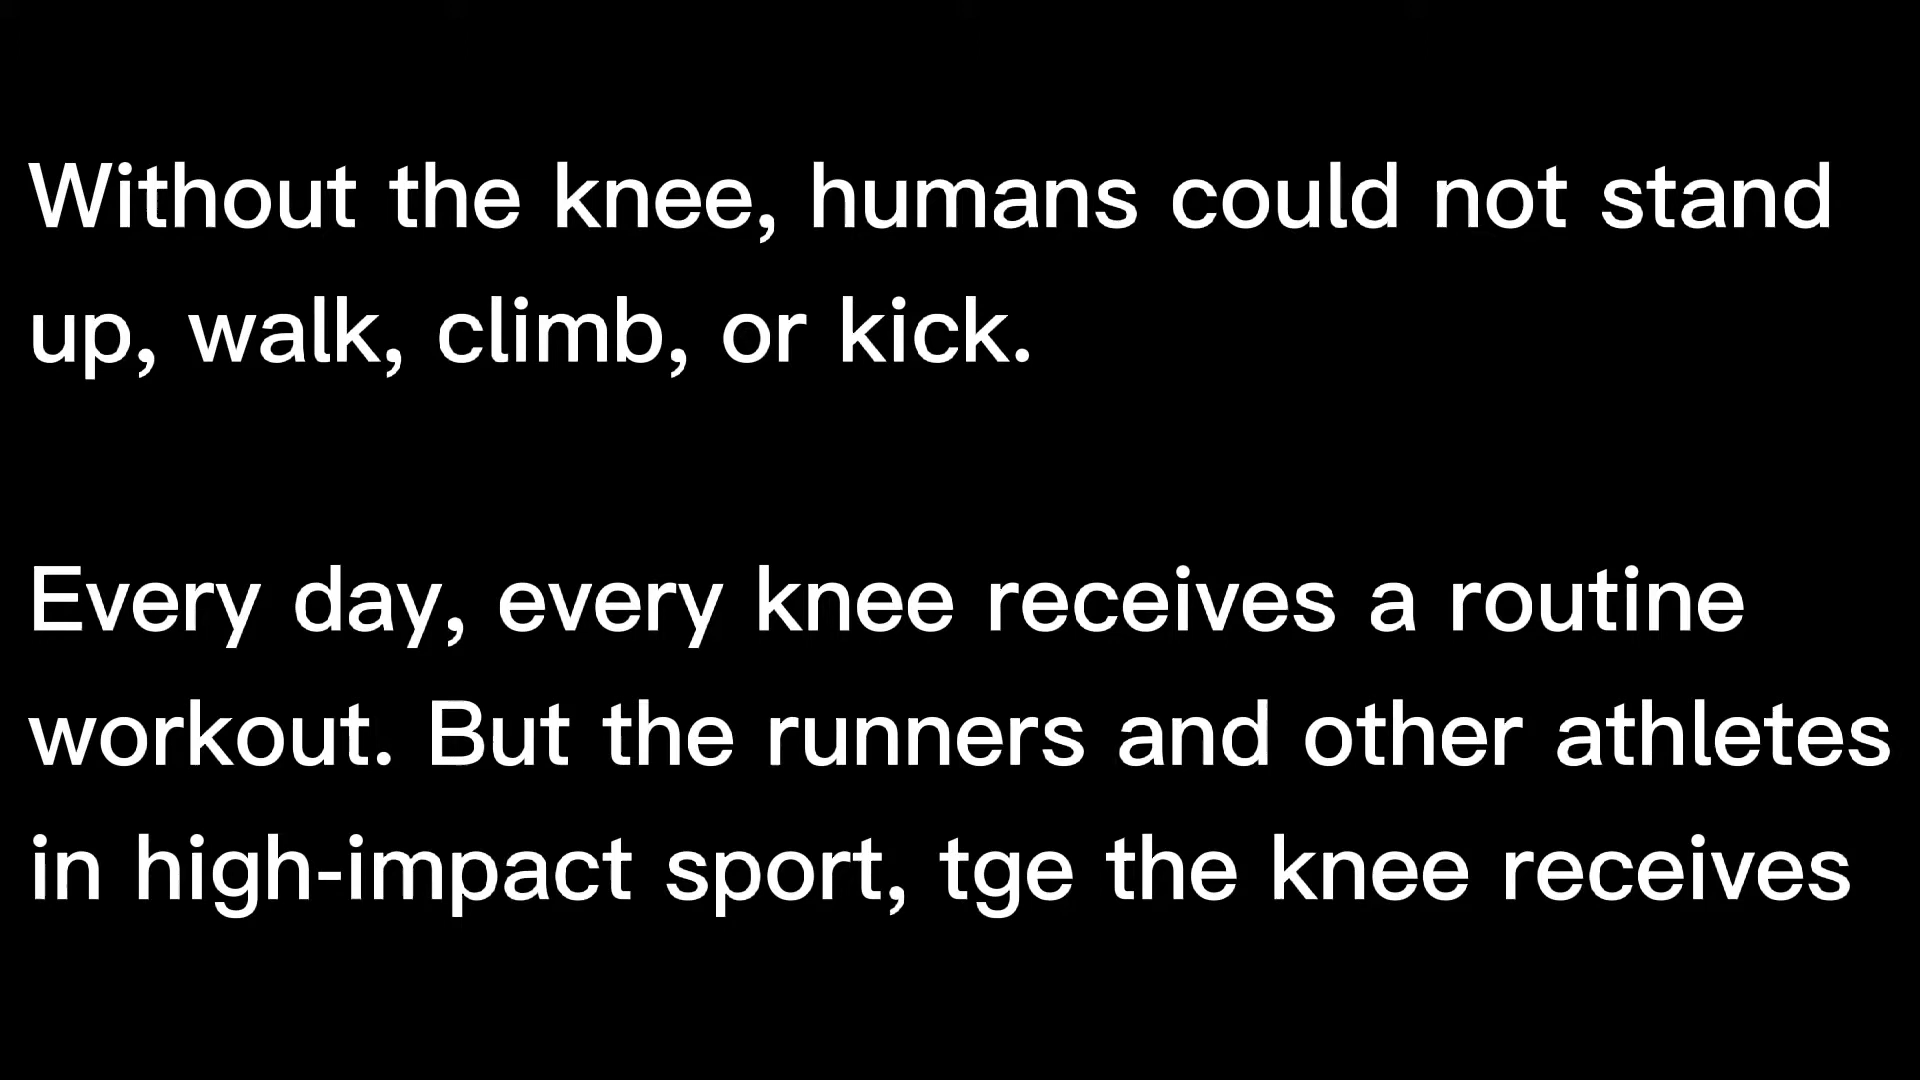 Without the knee, humans could not stand
up, walk, climb, or kick.
Every day, every knee receives a routine
workout. But the runners and other athletes
in high-impact sport, tge the knee receives